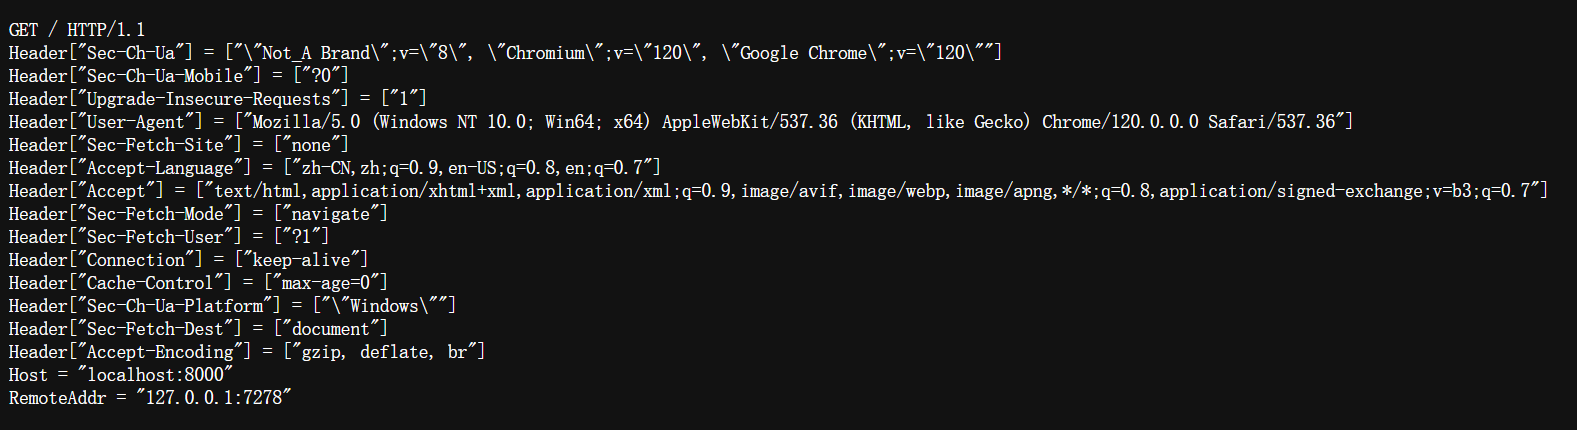 GET / HTTP/1.1
Header["Sec-Ch-Ua"] = ["\"Not_A Brand\";v=\"8\", \"Chromium\";v=\"120\", \"Google Chrome\";v=\"120\""]
Header["Sec-Ch-Ua-Mobile"] = ["?0"]
Header["Upgrade-Insecure-Requests"] = ["1"]
Header["User-Agent"] = ["Mozilla/5.0 (Windows NT 10.0; Win64; x64) AppleWebKit/537.36 (KHTML, like Gecko) Chrome/120.0.0.0 Safari/537.36"]
Header["Sec-Fetch-Site"] = ["none"]
Header["Accept-Language"] = ["zh-CN,zh;q=0.9,en-US;q=0.8,en;q=0.7"]
Header["Accept"] = ["text/html,application/xhtml+xml,application/xml;q=0.9,image/avif,image/webp,image/apng,*/*;q=0.8,application/signed-exchange;v=b3;q=0.7"]
Header["Sec-Fetch-Mode"] = ["navigate"]
Header["Sec-Fetch-User"] = ["?1"]
Header["Connection"] = ["keep-alive"]
Header["Cache-Control"] = ["max-age=0"]
Header["Sec-Ch-Ua-Platform"] = ["\"Windows\""]
Header["Sec-Fetch-Dest"] = ["document"]
Header["Accept-Encoding"] = ["gzip, deflate, br"]
Host = "localhost:8000"
RemoteAddr = "127.0.0.1:7278"